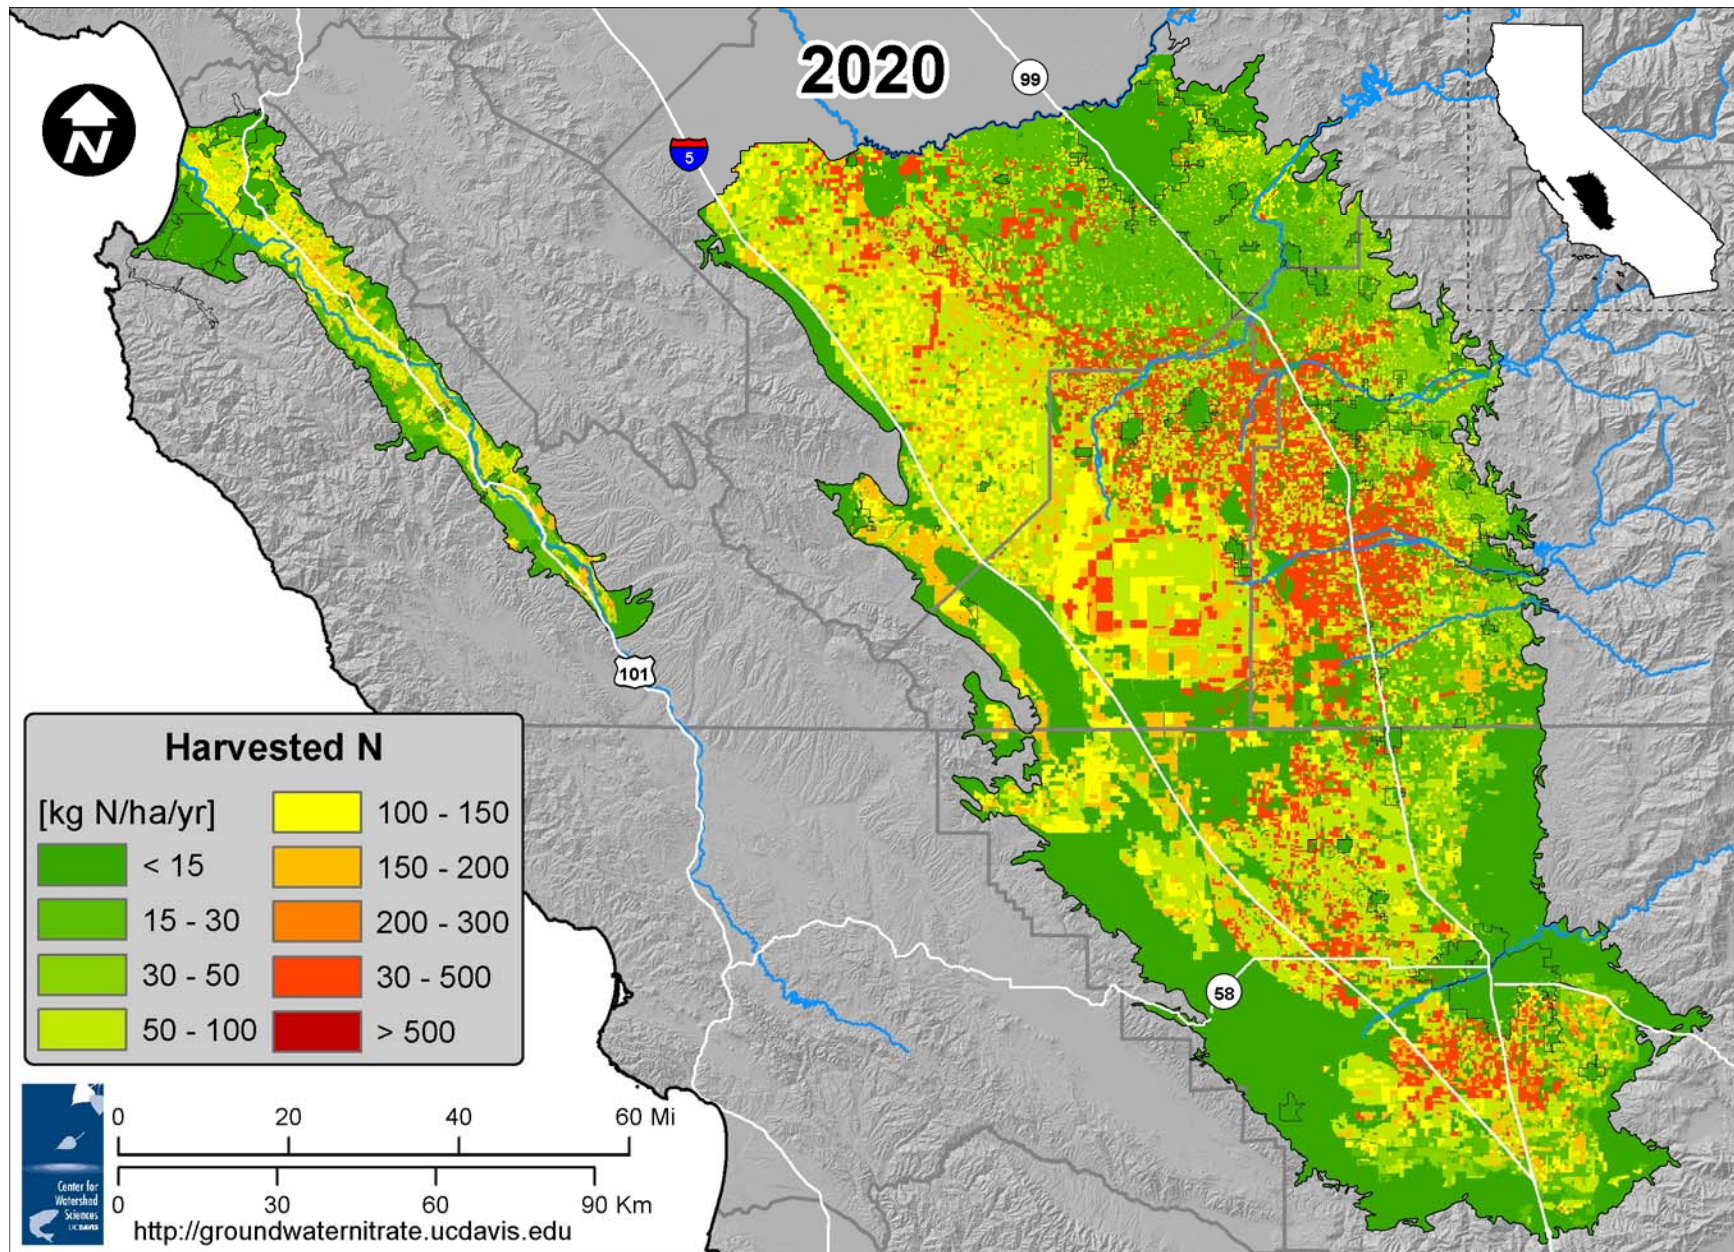 2020
99
5
101
58
Harvested N
[kg N/ha/yr]
< 15
15 - 30
30 - 50
50 - 100
100 - 150
150 - 200
200 - 300
30 - 500
> 500
N
0 20 40 60 Mi
0 30 60 90 Km
Center for
Watershed
Sciences
UC DAVIS
http://groundwaternitrate.ucdavis.edu